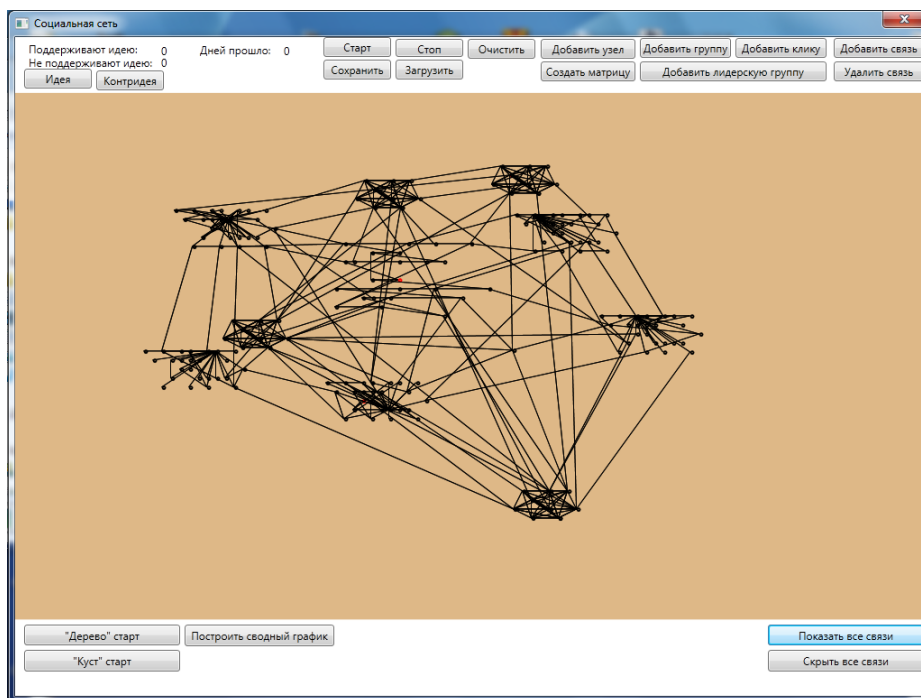 Социальная сеть
Поддерживают идею: 0 Дней прошло: 0 Старт Стоп Очистить Добавить узел Добавить группу Добавить клику Добавить связь
Не поддерживают идею: 0 Сохранить Загрузить Создать матрицу Добавить лидерскую группу Удалить связь
Идея Контридея
"Дерево" старт Построить сводный график Показать все связи
"Куст" старт Скрыть все связи